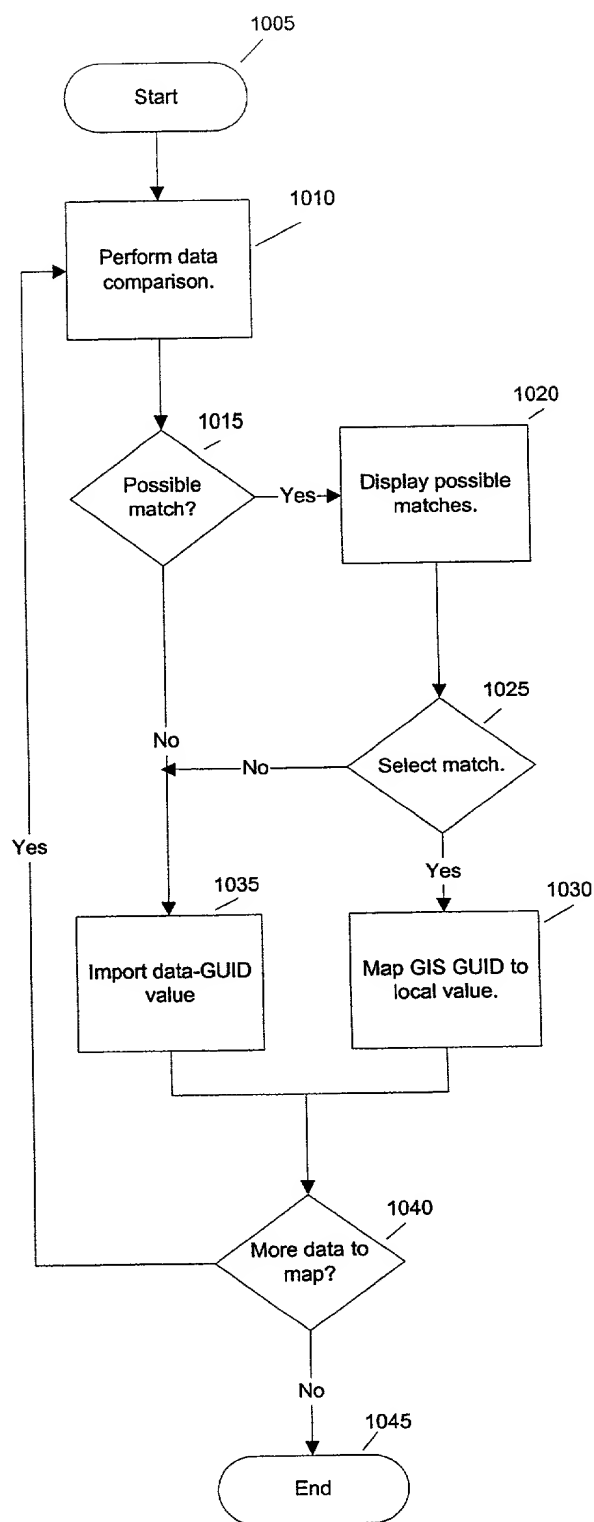 1005
Start
1010
Perform data
comparison.
1015
Possible
match?
Yes
1020
Display possible
matches.
1025
Select match.
No
No
Yes
Yes
1035
Import data-GUID
value
1030
Map GIS GUID to
local value.
1040
More data to
map?
No
1045
End